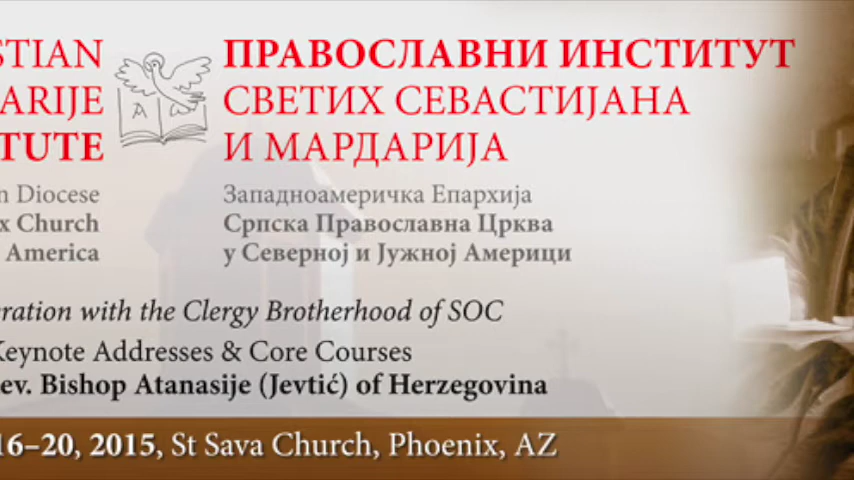 STIAN
ARIJE
TUTE
n Diocese
x Church
America
ПРАВОСЛАВНИ ИНСТИТУТ
СВЕТИХ СЕВАСТИЈАНА
И МАРДАРИЈА
Западноамеричка Епархија
Српска Православна Црква
у Северној и Јужној Америци
eration with the Clergy Brotherhood of SOC
Keynote Addresses & Core Courses
ev. Bishop Atanasije (Jevtić) of Herzegovina
16–20, 2015, St Sava Church, Phoenix, AZ